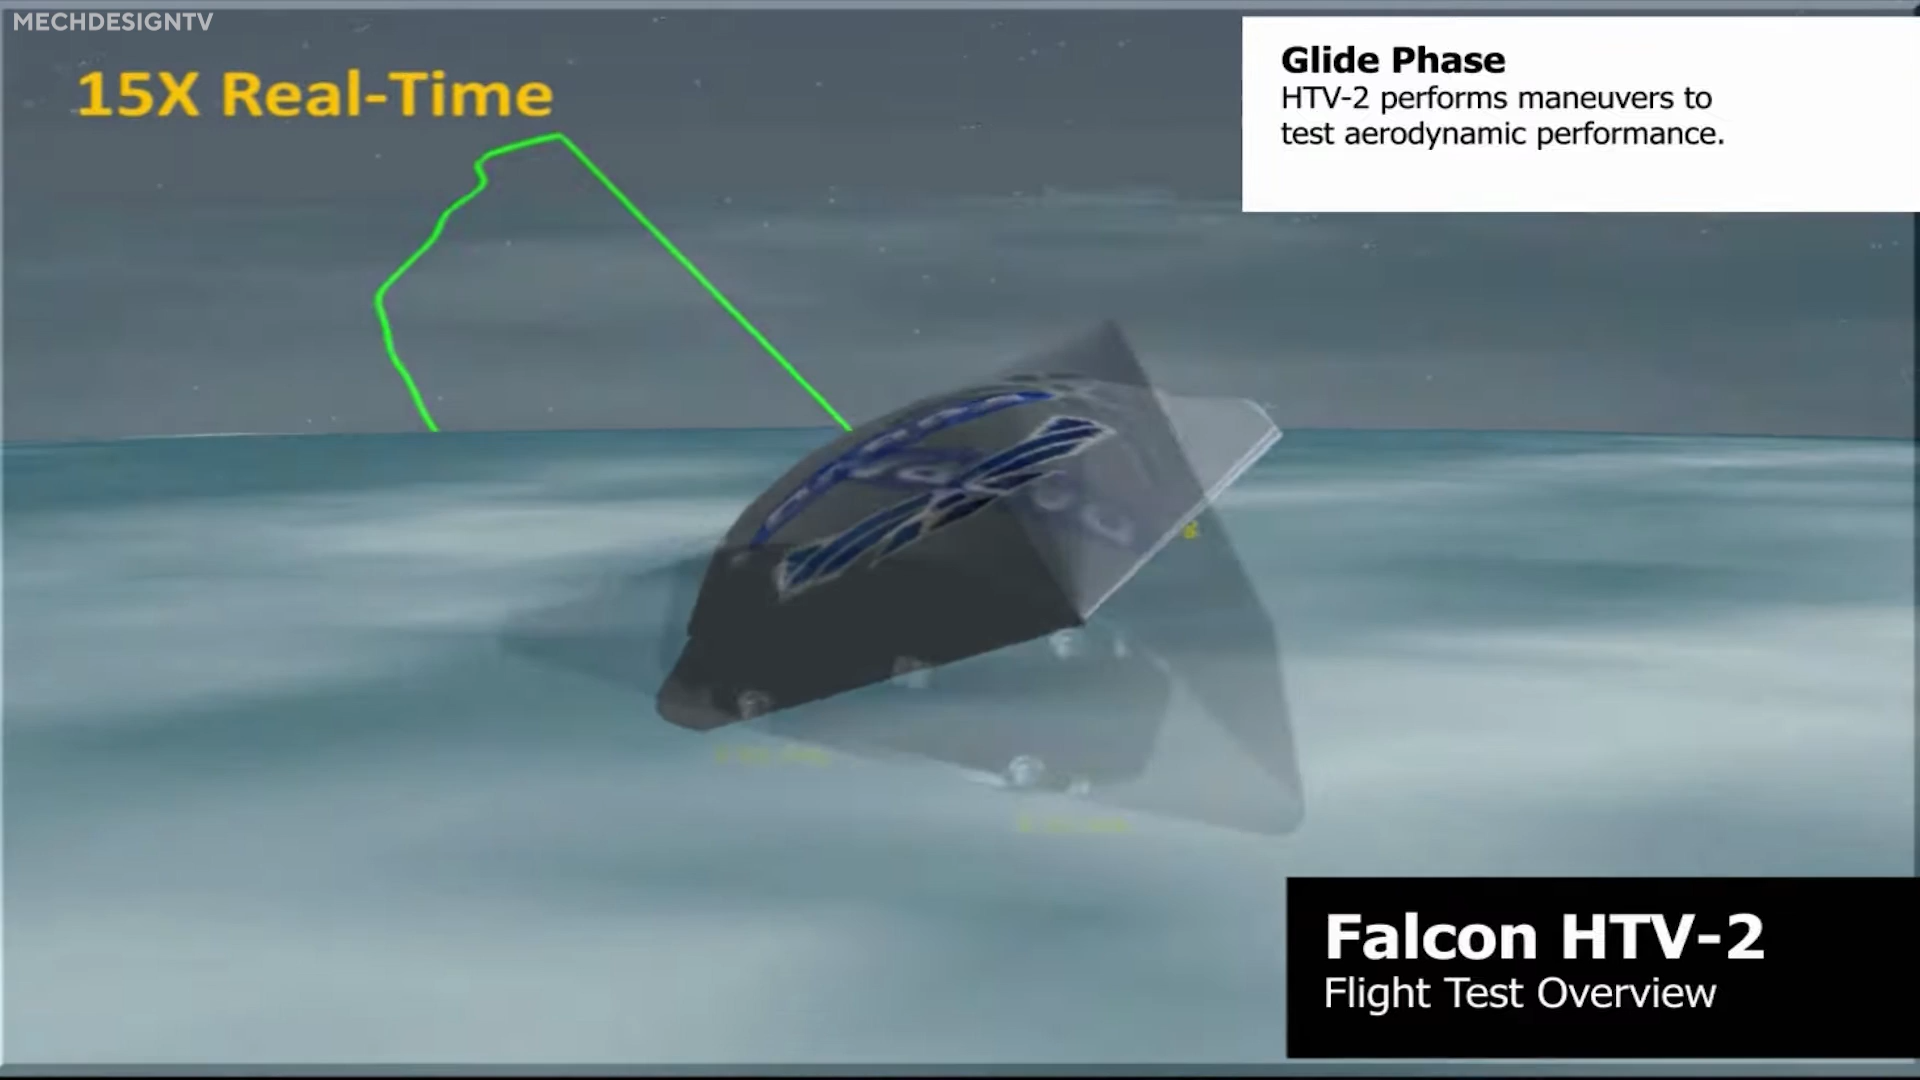 MECHDESIGNTV
15X Real-Time
Glide Phase
HTV-2 performs maneuvers to
test aerodynamic performance.
Falcon HTV-2
Flight Test Overview